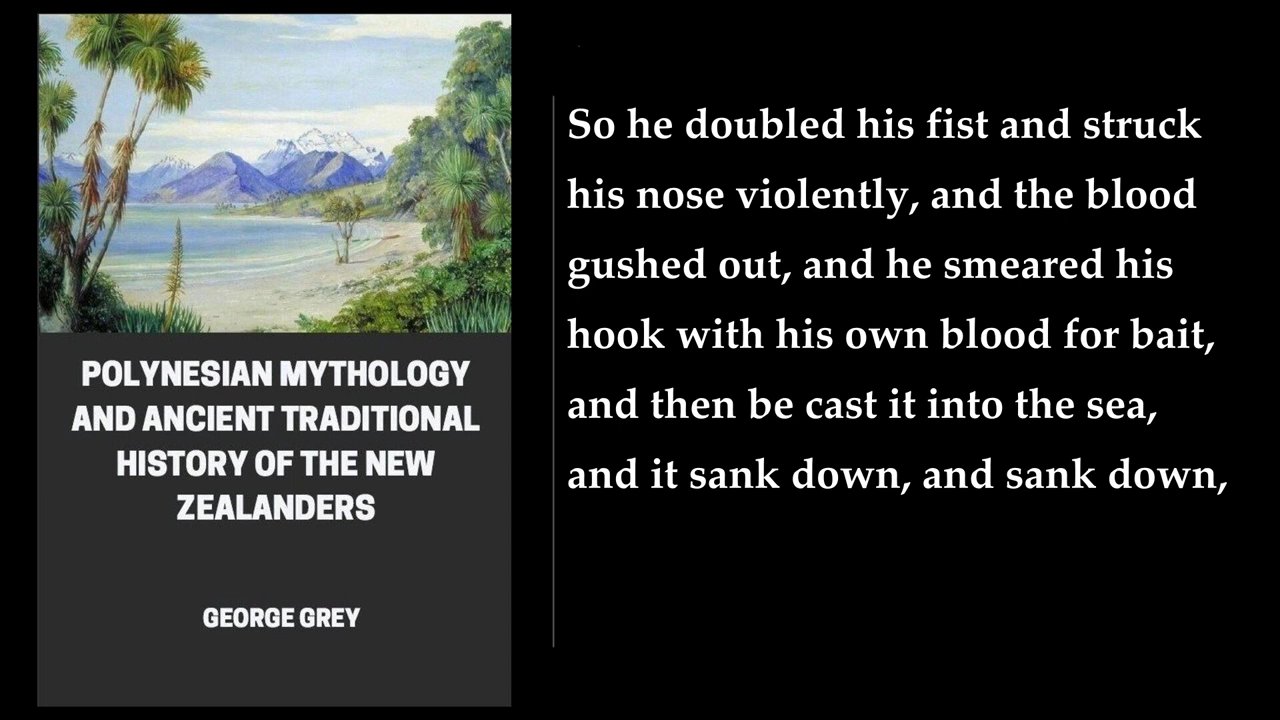 POLYNESIAN MYTHOLOGY
AND ANCIENT TRADITIONAL
HISTORY OF THE NEW
ZEALANDERS
GEORGE GREY
So he doubled his fist and struck
his nose violently, and the blood
gushed out, and he smeared his
hook with his own blood for bait,
and then be cast it into the sea,
and it sank down, and sank down,